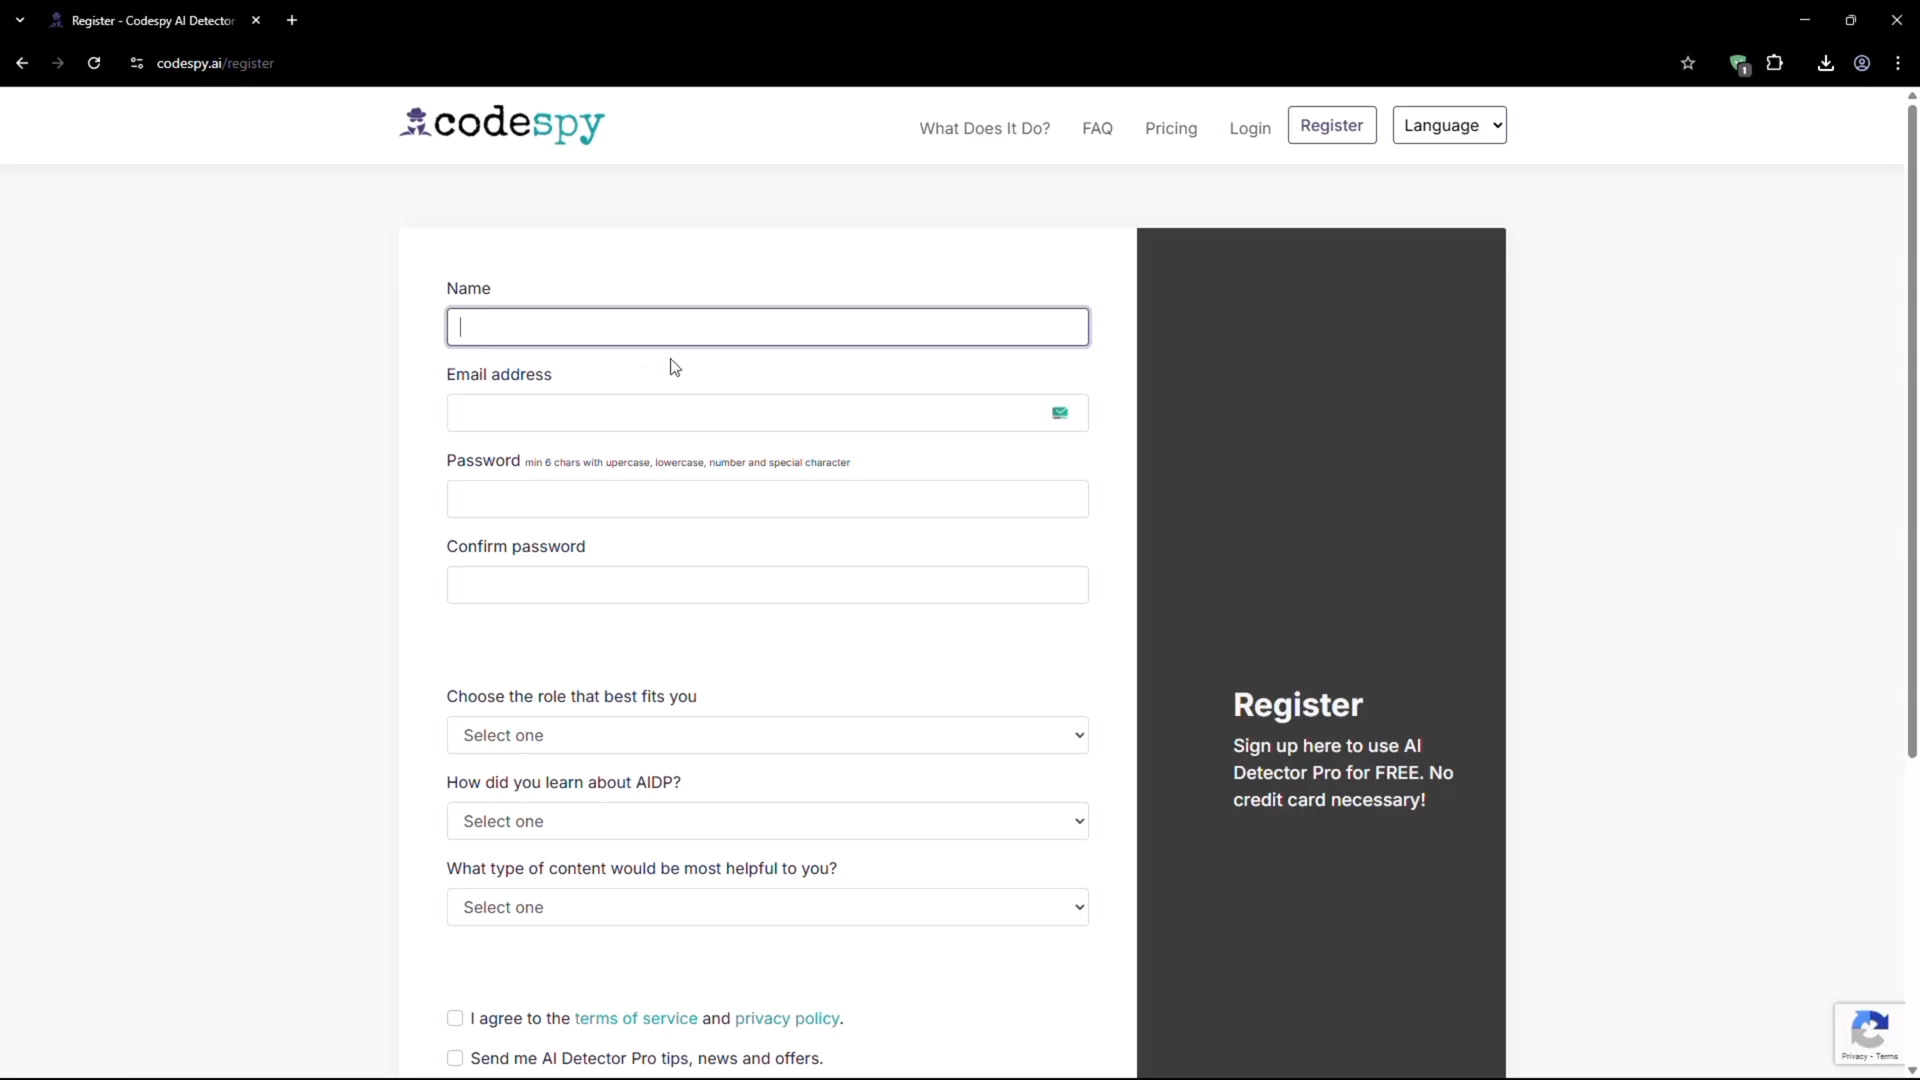 Register - Codespy AI Detector
codespy.ai/register
1
codespy
What Does It Do?
FAQ
Pricing
Login
Register
Language
Name
Email address
Password min 6 chars with upercase, lowercase, number and special character
Confirm password
Choose the role that best fits you
Select one
How did you learn about AIDP?
Select one
What type of content would be most helpful to you?
Select one
I agree to the terms of service and privacy policy.
Send me AI Detector Pro tips, news and offers.
Register
Sign up here to use AI
Detector Pro for FREE. No
credit card necessary!
Privacy - Terms